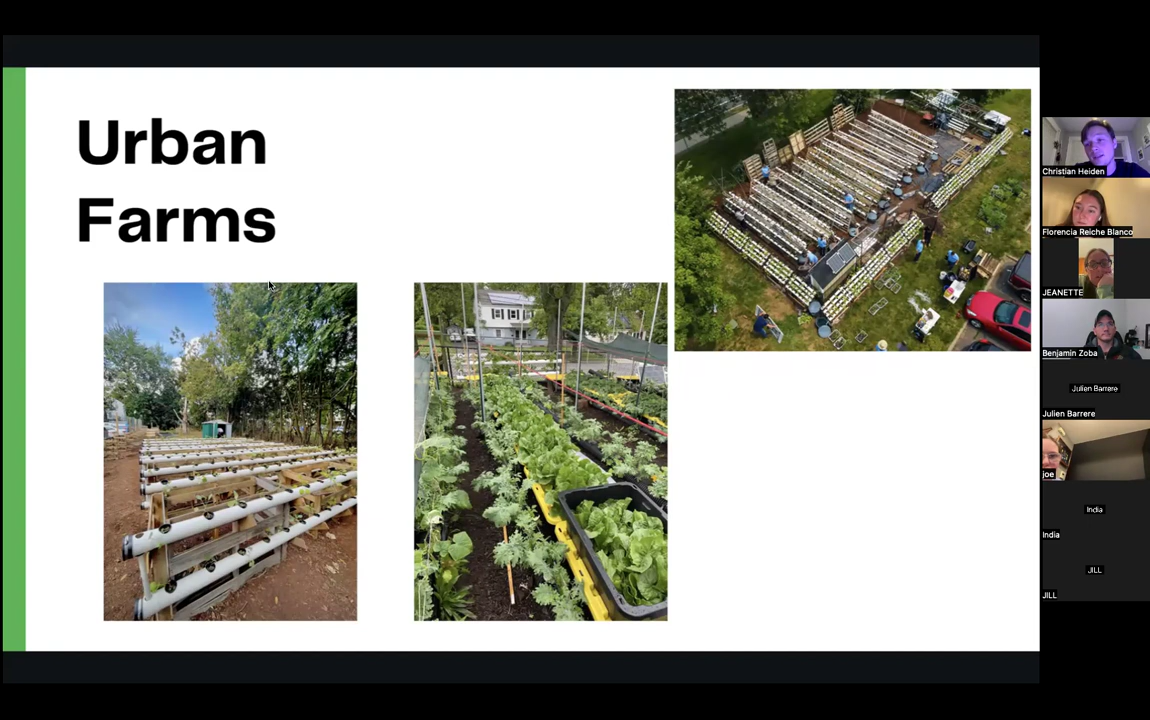 Urban
Farms
Christian Heiden
Florencia Reiche Blanco
JEANETTE
Benjamin Zoba
Julien Barrere
Julien Barrere
joe
India
India
JILL
JILL